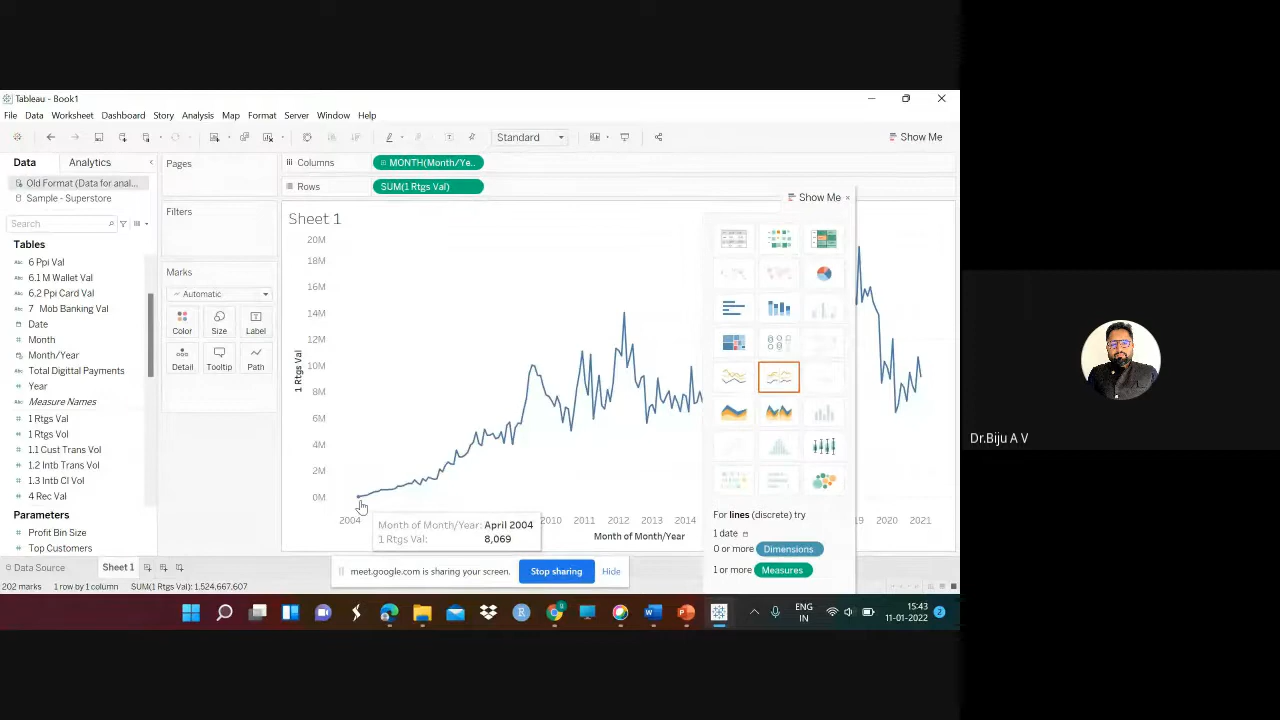 Tableau - Book1
File Data Worksheet Dashboard Story Analysis Map Format Server Window Help
Standard
Show Me
Data Analytics
Pages
Columns
MONTH(Month/Ye..
Old Format (Data for anal...
Sample - Superstore
Rows
SUM(1 Rtgs Val)
Search
Filters
Show Me
Sheet 1
Tables
6 Ppi Val
6.1 M Wallet Val
6.2 Ppi Card Val
7 Mob Banking Val
Date
Month
Month/Year
Total Digittal Payments
Year
Measure Names
1 Rtgs Val
1 Rtgs Vol
1.1 Cust Trans Vol
1.2 Intb Trans Vol
1.3 Intb Cl Vol
4 Rec Val
Parameters
Profit Bin Size
Top Customers
Marks
Automatic
Color Size Label
Detail Tooltip Path
20M
18M
16M
14M
12M
10M
8M
6M
4M
2M
0M
1 Rtgs Val
2004
2010 2012 2013 2014
19 2020 2021
Month of Month/Year
Month of Month/Year: April 2004
1 Rtgs Val: 8,069
For lines (discrete) try
1 date
0 or more Dimensions
1 or more Measures
Data Source Sheet 1
meet.google.com is sharing your screen.
Stop sharing
Hide
202 marks 1 row by 1 column SUM(1 Rtgs Val): 1,524,667,607
ENG
IN
15:43
11-01-2022
2
Dr.Biju A V